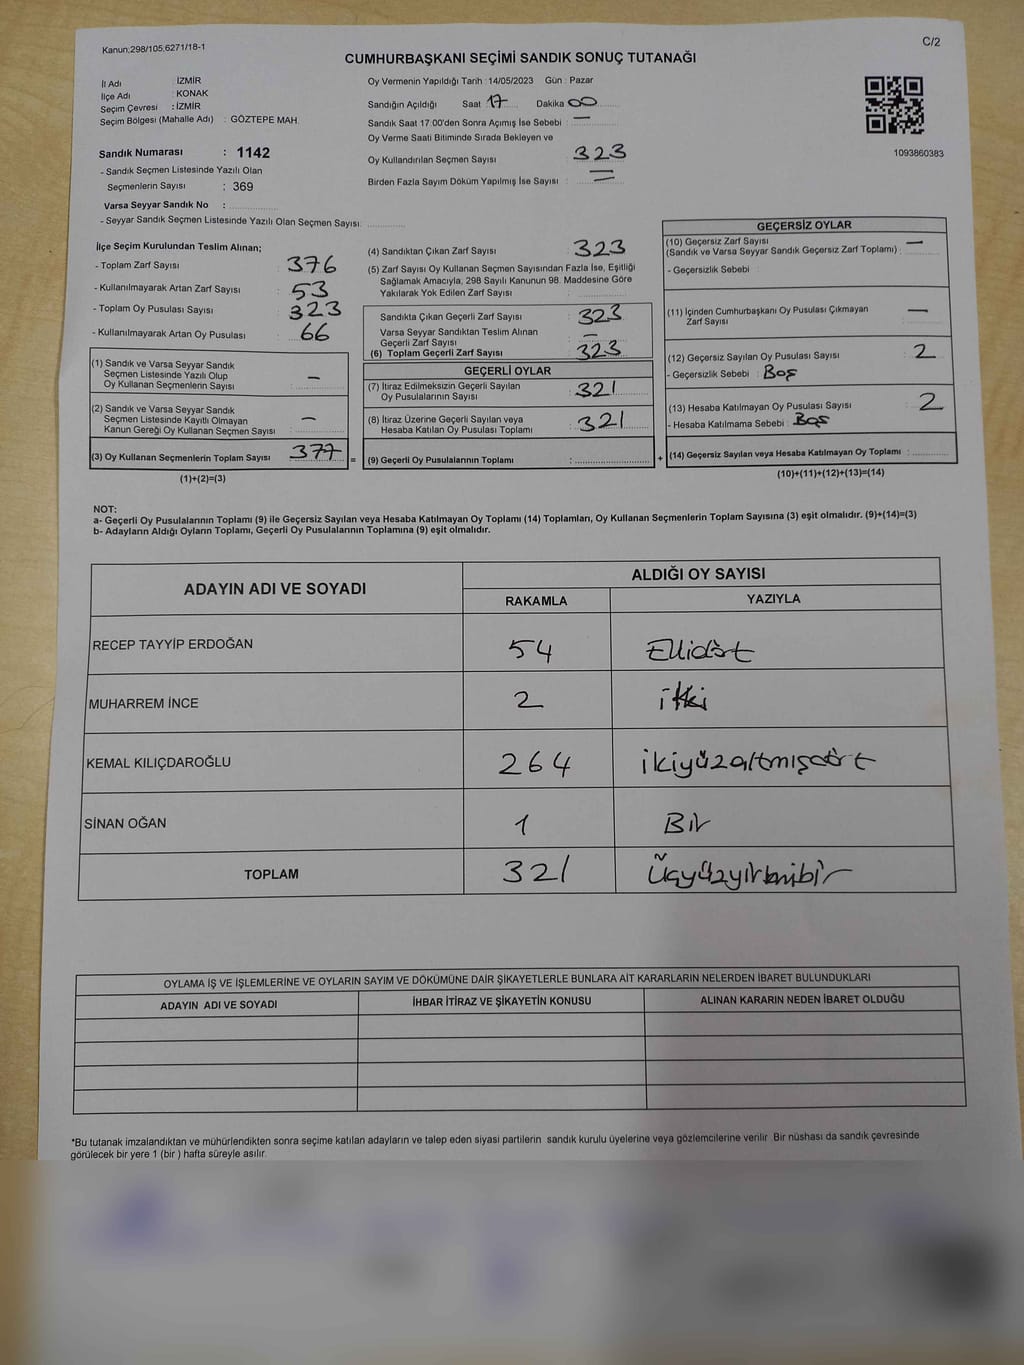 Kanun;298/105,6271/18-1
C/2
CUMHURBAŞKANI SEÇİMİ SANDIK SONUÇ TUTANAĞI
İl Adı : İZMİR
İlçe Adı : KONAK
Seçim Çevresi : İZMİR
Seçim Bölgesi (Mahalle Adı) : GÖZTEPE MAH.
Sandık Numarası : 1142
- Sandık Seçmen Listesinde Yazılı Olan
Seçmenlerin Sayısı : 369
Varsa Seyyar Sandık No :
- Seyyar Sandık Seçmen Listesinde Yazılı Olan Seçmen Sayısı:
Oy Vermenin Yapıldığı Tarih :14/05/2023 Gün : Pazar
Sandığın Açıldığı Saat :17 Dakika :00
Sandık Saat 17:00'den Sonra Açımış İse Sebebi : —
Oy Verme Saati Bitiminde Sırada Bekleyen ve
Oy Kullandırılan Seçmen Sayısı : 323
Birden Fazla Sayım Döküm Yapılmış İse Sayısı : =
1093860383
İlçe Seçim Kurulundan Teslim Alınan;
- Toplam Zarf Sayısı : 376
- Kullanılmayarak Artan Zarf Sayısı : 53
- Toplam Oy Pusulası Sayısı : 323
- Kullanılmayarak Artan Oy Pusulası : 66
(1) Sandık ve Varsa Seyyar Sandık
Seçmen Listesinde Yazılı Olup
Oy Kullanan Seçmenlerin Sayısı : —
(2) Sandık ve Varsa Seyyar Sandık
Seçmen Listesinde Kayıtlı Olmayan
Kanun Gereği Oy Kullanan Seçmen Sayısı : —
(3) Oy Kullanan Seçmenlerin Toplam Sayısı : 377 =
(1)+(2)=(3)
(4) Sandıktan Çıkan Zarf Sayısı : 323
(5) Zarf Sayısı Oy Kullanan Seçmen Sayısından Fazla İse, Eşitliği
Sağlamak Amacıyla, 298 Sayılı Kanunun 98. Maddesine Göre
Yakılarak Yok Edilen Zarf Sayısı :
Sandıkta Çıkan Geçerli Zarf Sayısı : 323
Varsa Seyyar Sandıktan Teslim Alınan
Geçerli Zarf Sayısı :
(6) Toplam Geçerli Zarf Sayısı : 323
GEÇERLİ OYLAR
(7) İtiraz Edilmeksizin Geçerli Sayılan
Oy Pusulalarının Sayısı : 321
(8) İtiraz Üzerine Geçerli Sayılan veya
Hesaba Katılan Oy Pusulası Toplamı : 321
(9) Geçerli Oy Pusulalarının Toplamı : +
GEÇERSİZ OYLAR
(10) Geçersiz Zarf Sayısı
(Sandık ve Varsa Seyyar Sandık Geçersiz Zarf Toplamı) : —
- Geçersizlik Sebebi :
(11) İçinden Cumhurbaşkanı Oy Pusulası Çıkmayan
Zarf Sayısı : —
(12) Geçersiz Sayılan Oy Pusulası Sayısı : 2
- Geçersizlik Sebebi : Boş
(13) Hesaba Katılmayan Oy Pusulası Sayısı : 2
- Hesaba Katılmama Sebebi : Boş
(14) Geçersiz Sayılan veya Hesaba Katılmayan Oy Toplamı :
(10)+(11)+(12)+(13)=(14)
NOT:
a- Geçerli Oy Pusulalarının Toplamı (9) ile Geçersiz Sayılan veya Hesaba Katılmayan Oy Toplamı (14) Toplamları, Oy Kullanan Seçmenlerin Toplam Sayısına (3) eşit olmalıdır. (9)+(14)=(3)
b- Adayların Aldığı Oyların Toplamı, Geçerli Oy Pusulalarının Toplamına (9) eşit olmalıdır.
ADAYIN ADI VE SOYADI ALDIĞI OY SAYISI
RAKAMLA YAZIYLA
RECEP TAYYİP ERDOĞAN 54 Ellidört
MUHARREM İNCE 2 iki
KEMAL KILIÇDAROĞLU 264 ikiyüzaltmışdört
SİNAN OĞAN 1 Bir
TOPLAM 321 Üçyüzyirmibir
OYLAMA İŞ VE İŞLEMLERİNE VE OYLARIN SAYIM VE DÖKÜMÜNE DAİR ŞİKAYETLERLE BUNLARA AİT KARARLARIN NELERDEN İBARET BULUNDUKLARI
ADAYIN ADI VE SOYADI İHBAR İTİRAZ VE ŞİKAYETİN KONUSU ALINAN KARARIN NEDEN İBARET OLDUĞU
*Bu tutanak imzalandıktan ve mühürlendikten sonra seçime katılan adayların ve talep eden siyasi partilerin sandık kurulu üyelerine veya gözlemcilerine verilir. Bir nüshası da sandık çevresinde
görülecek bir yere 1 (bir ) hafta süreyle asılır.